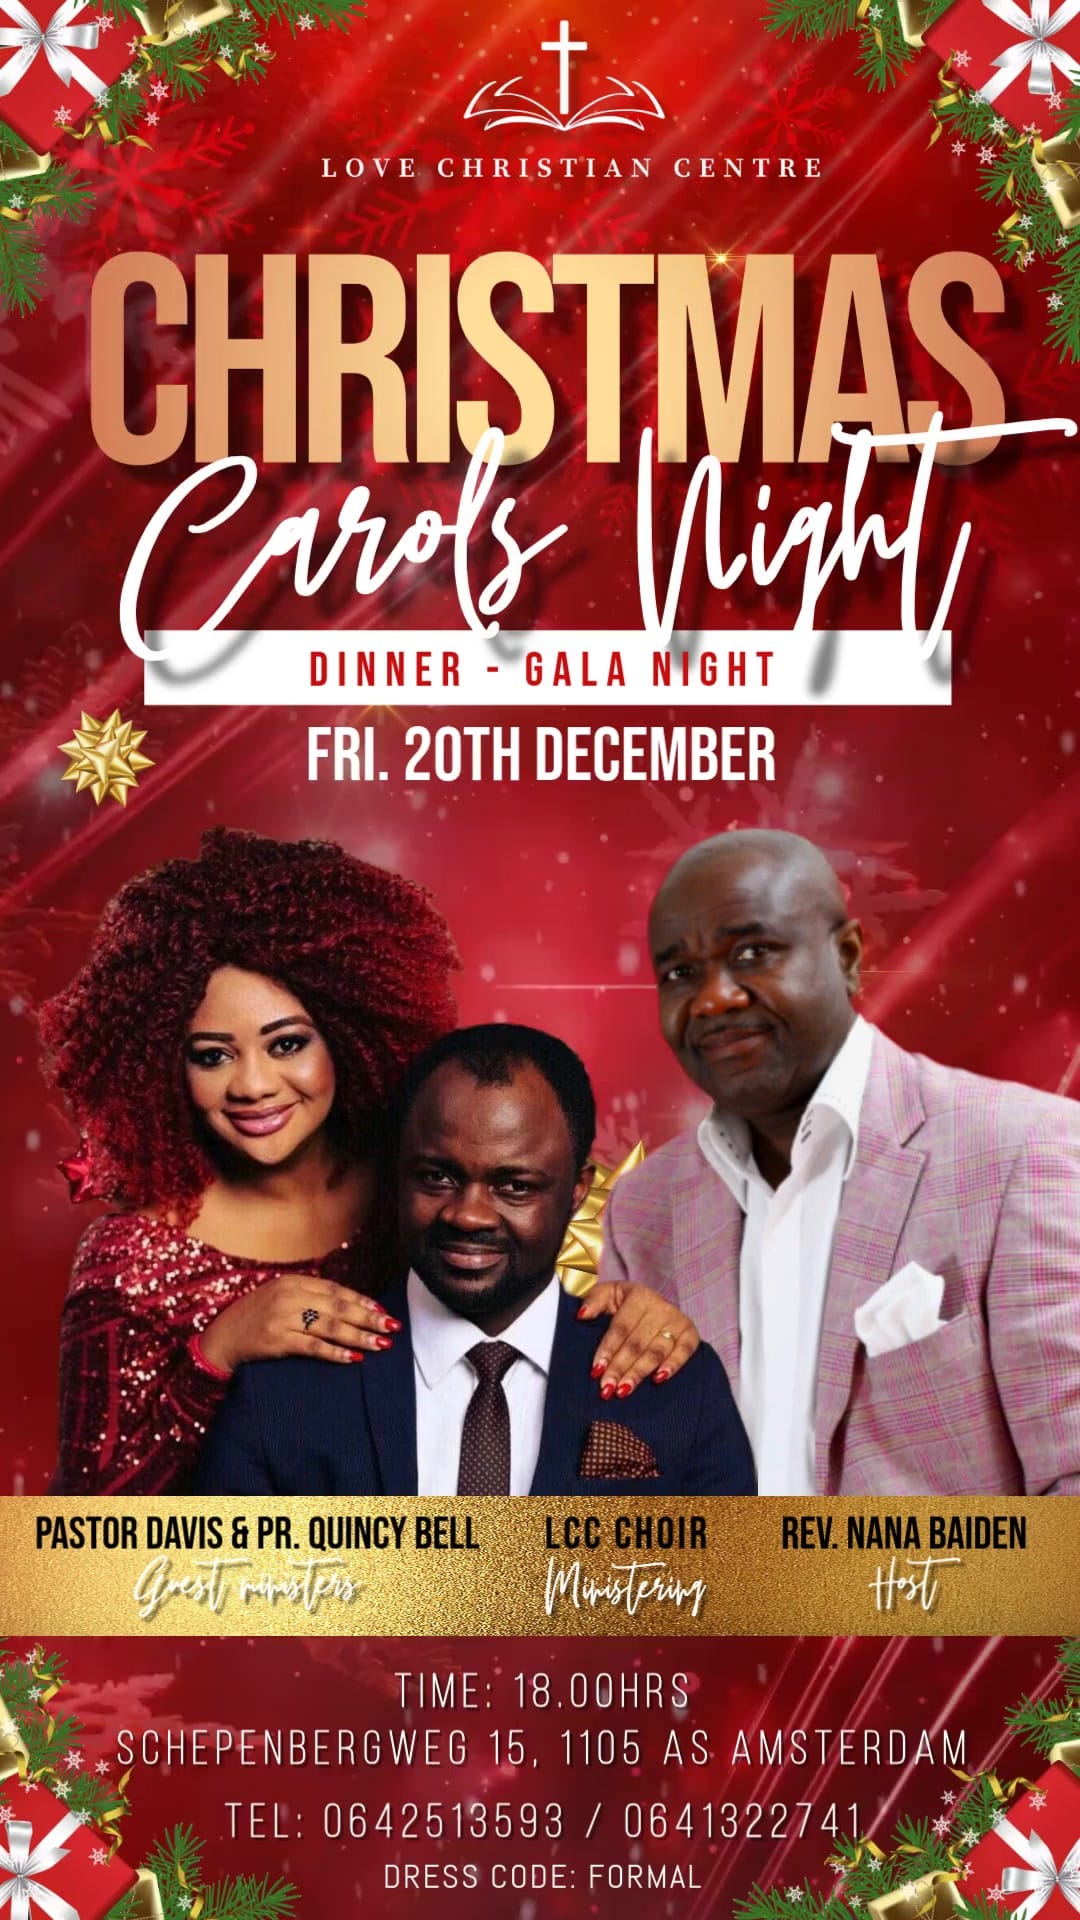 LOVE CHRISTIAN CENTRE
CHRISTMAS
Carols Night
DINNER - GALA NIGHT
FRI. 20TH DECEMBER
PASTOR DAVIS & PR. QUINCY BELL
Guest ministers
LCC CHOIR
Ministering
REV. NANA BAIDEN
Host
TIME: 18.00HRS
SCHEPENBERGWEG 15, 1105 AS AMSTERDAM
TEL: 0642513593 / 0641322741
DRESS CODE: FORMAL